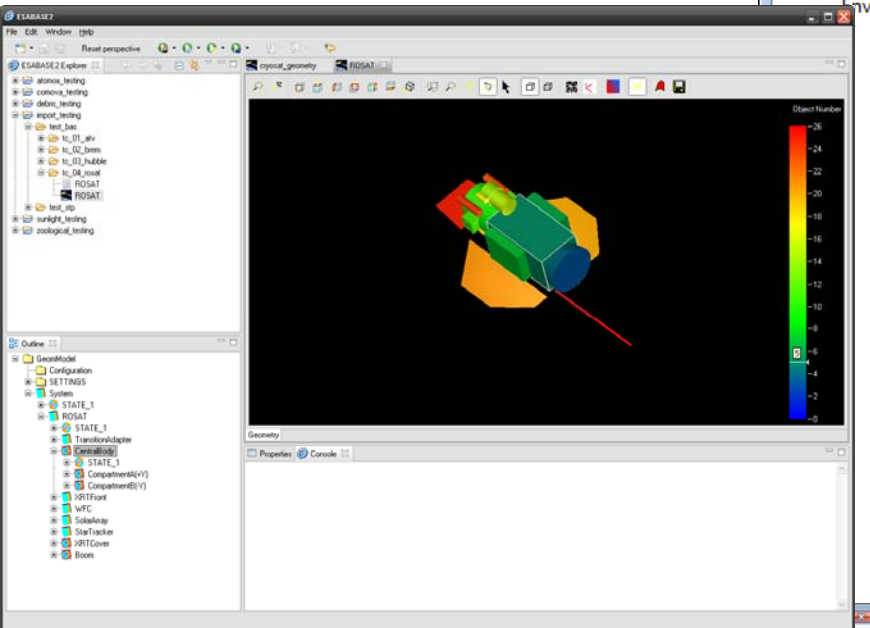 ESABASE2
File Edit Window Help
Reset perspective
ESABASE2 Explorer
atomox_testing
comova_testing
debris_testing
import_testing
test_bas
tc_01_atv
tc_02_brem
tc_03_hubble
tc_04_rosat
ROSAT
ROSAT
test_stp
sunlight_testing
zoological_testing
Outline
GeomModel
Configuration
SETTINGS
System
STATE_1
ROSAT
STATE_1
TransitionAdapter
CentralBody
STATE_1
CompartmentA(+Y)
CompartmentB(-Y)
XRTFront
WFC
SolarArray
StarTracker
XRTCover
Boom
cryosat_geometry ROSAT
Object Number
26
24
22
20
18
16
14
12
10
8
6
5
4
2
0
Geometry
Properties Console